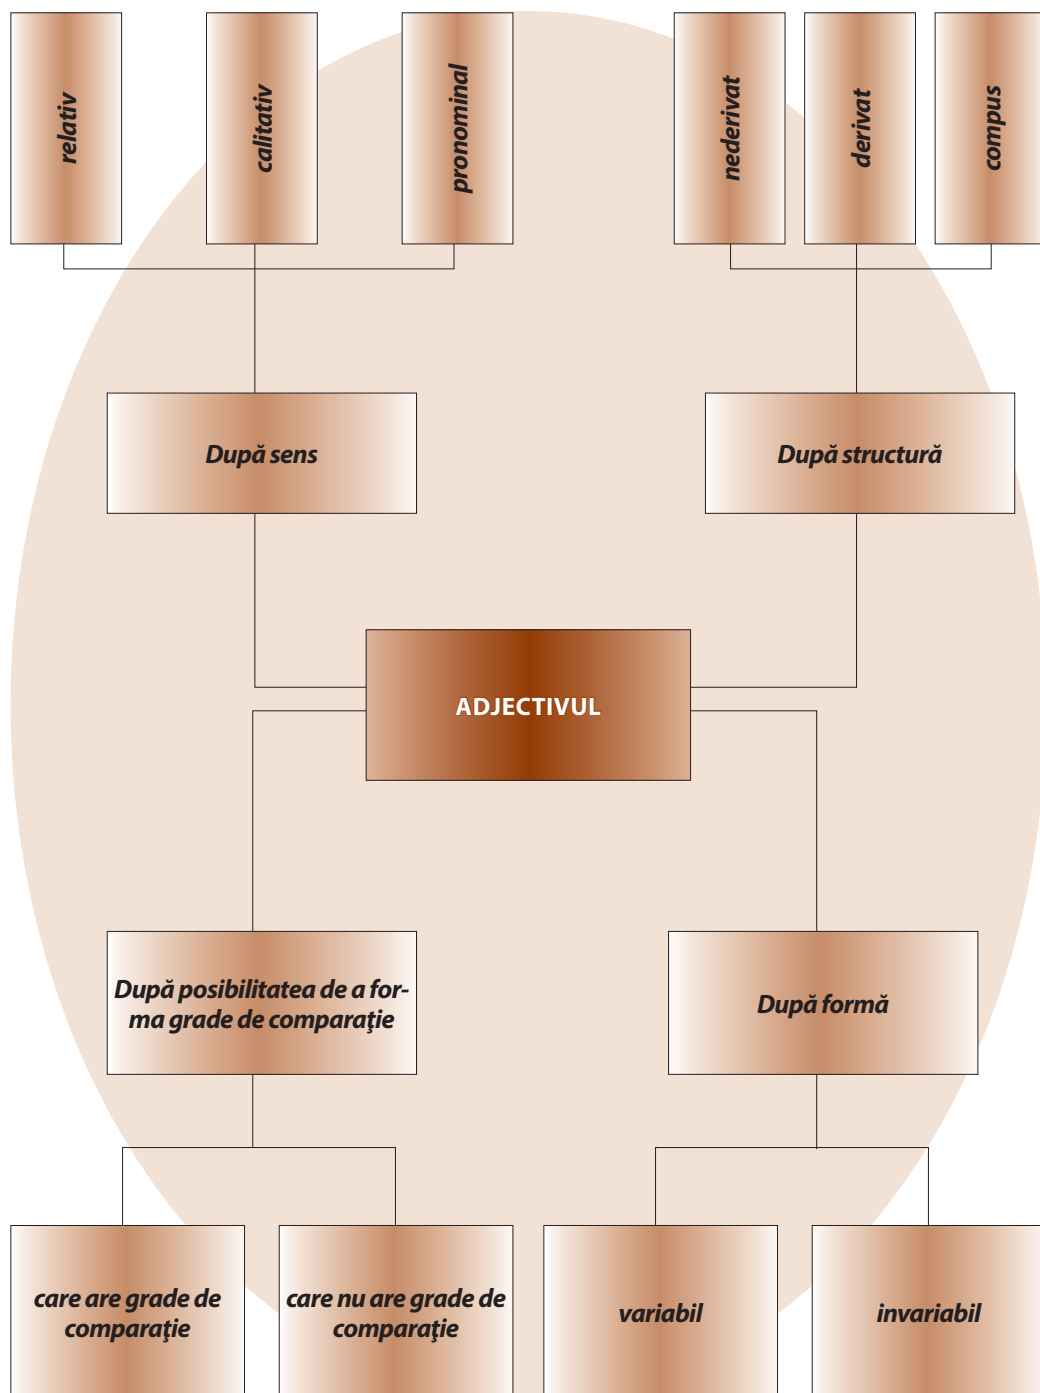 relativ
calitativ
pronominal
nederivat
derivat
compus
După sens
După structură
ADJECTIVUL
După posibilitatea de a for-
ma grade de comparaţie
După formă
care are grade de
comparaţie
care nu are grade de
comparaţie
variabil
invariabil